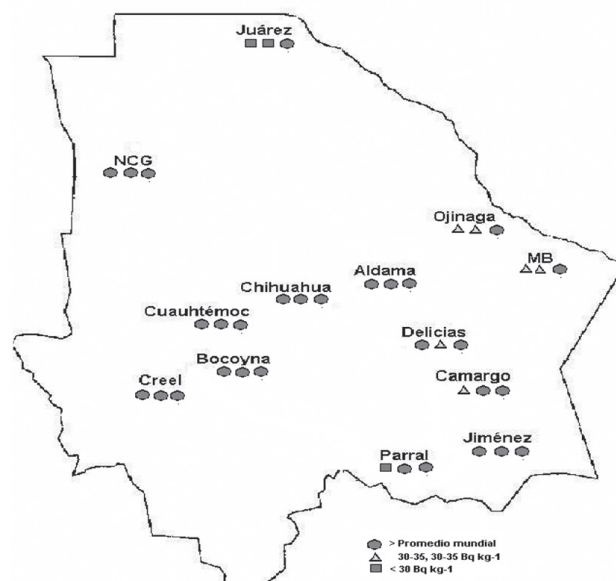 Juárez
NCG
Ojinaga
MB
Aldama
Chihuahua
Cuauhtémoc
Delicias
Bocoyna
Creel
Camargo
Jiménez
Parral
> Promedio mundial
30-35, 30-35 Bq kg-1
< 30 Bq kg-1